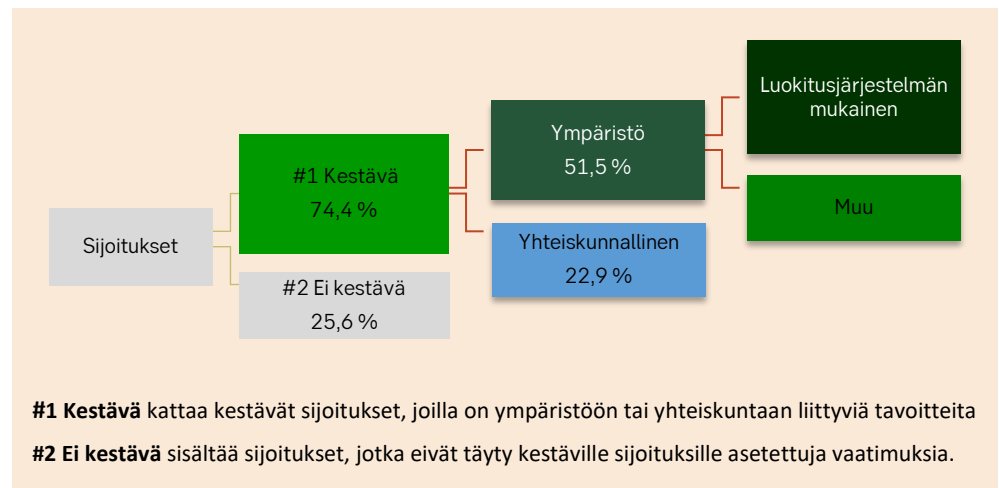 Sijoitukset
#1 Kestävä
74,4 %
#2 Ei kestävä
25,6 %
Ympäristö
51,5 %
Yhteiskunnallinen
22,9 %
Luokitusjärjestelmän
mukainen
Muu
#1 Kestävä kattaa kestävät sijoitukset, joilla on ympäristöön tai yhteiskuntaan liittyviä tavoitteita
#2 Ei kestävä sisältää sijoitukset, jotka eivät täyty kestäville sijoituksille asetettuja vaatimuksia.